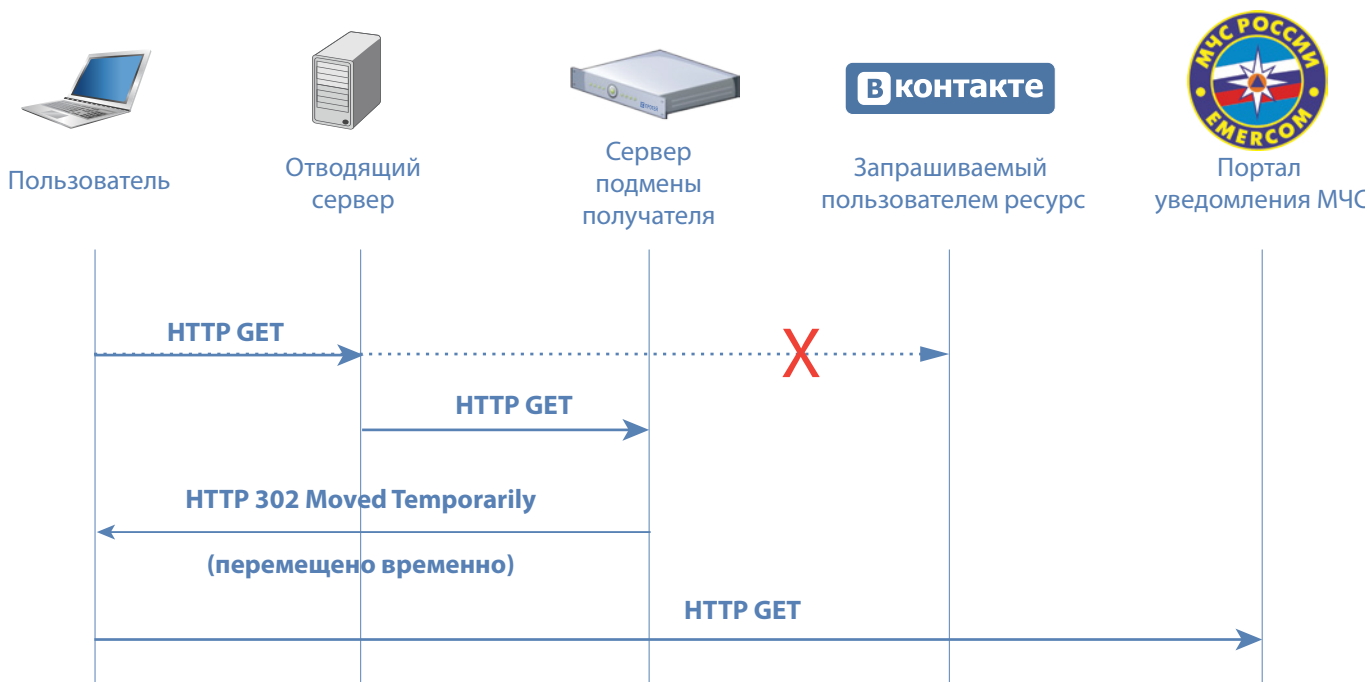 МЧС РОССИИ
EMERCOM
В контакте
Пользователь
Отводящий
сервер
Сервер
подмены
получателя
Запрашиваемый
пользователем ресурс
Портал
уведомления МЧС
HTTP GET
X
HTTP GET
HTTP 302 Moved Temporarily
(перемещено временно)
HTTP GET